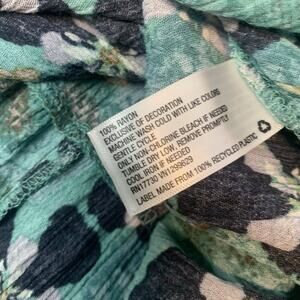 100% RAYON
EXCLUSIVE OF DECORATION
MACHINE WASH COLD WITH LIKE COLORS
GENTLE CYCLE
ONLY NON-CHLORINE BLEACH IF NEEDED
TUMBLE DRY LOW, REMOVE PROMPTLY
COOL IRON IF NEEDED
RN17730 VN1299629
LABEL MADE FROM 100% RECYCLED PLASTIC